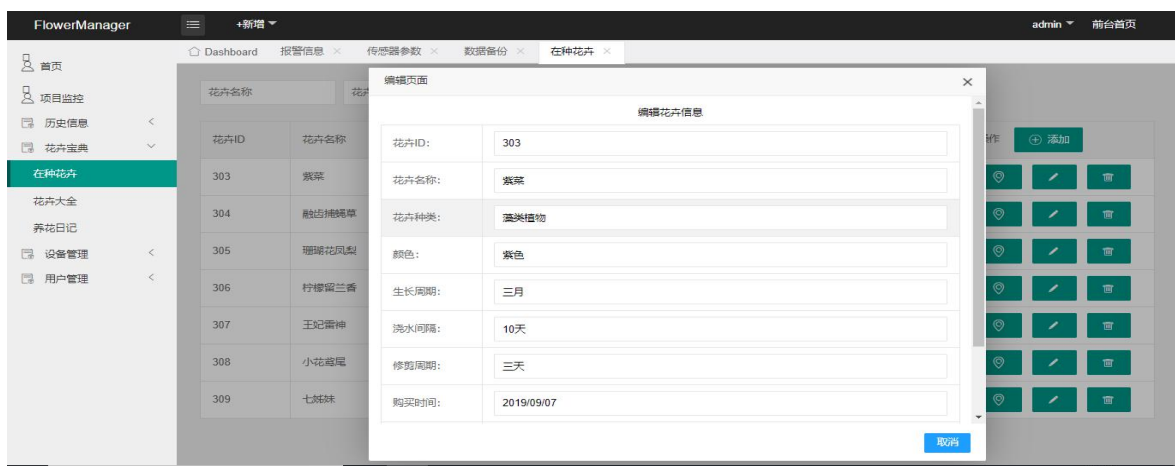 FlowerManager +新增 admin 前台首页
Dashboard 报警信息 传感器参数 数据备份 在种花卉
首页
项目监控
历史信息
花卉宝典
在种花卉
花卉大全
养花日记
设备管理
用户管理
花卉名称
花卉ID 花卉名称 添加
303 紫菜
304 融齿捕蝇草
305 珊瑚花凤梨
306 柠檬留兰香
307 王妃雷神
308 小花鸢尾
309 七姊妹
编辑页面
编辑花卉信息
花卉ID: 303
花卉名称: 紫菜
花卉种类: 藻类植物
颜色: 紫色
生长周期: 三月
浇水间隔: 10天
修剪周期: 三天
购买时间: 2019/09/07
取消